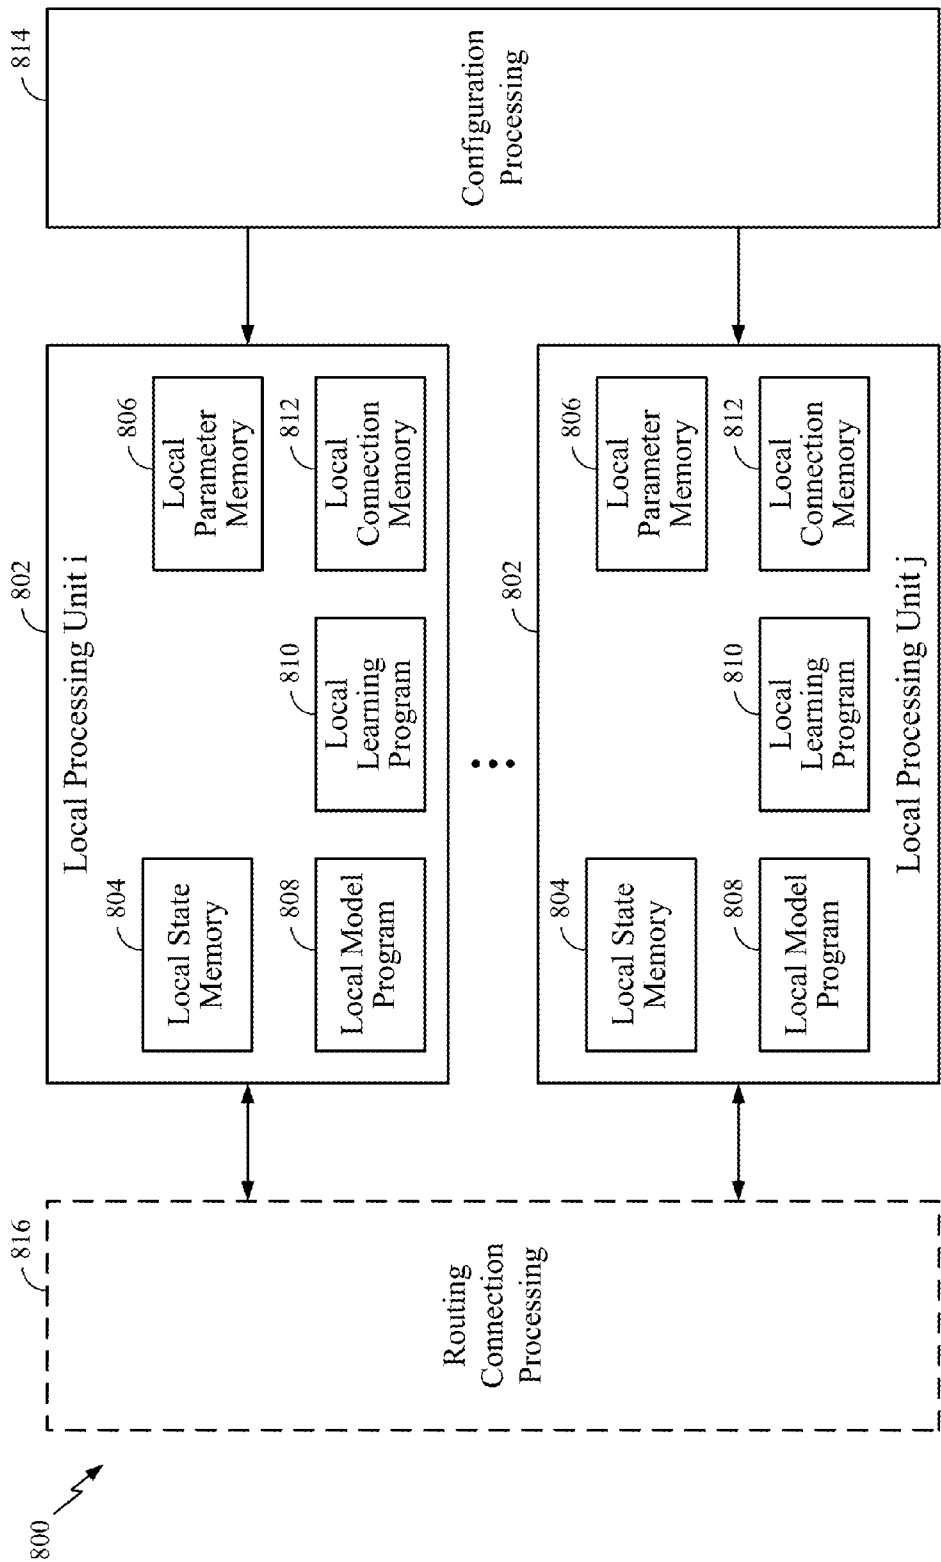 800
816
Routing
Connection
Processing
802
Local Processing Unit i
804
Local State
Memory
806
Local
Parameter
Memory
808
Local Model
Program
810
Local
Learning
Program
812
Local
Connection
Memory
802
804
Local State
Memory
806
Local
Parameter
Memory
808
Local Model
Program
810
Local
Learning
Program
812
Local
Connection
Memory
Local Processing Unit j
814
Configuration
Processing